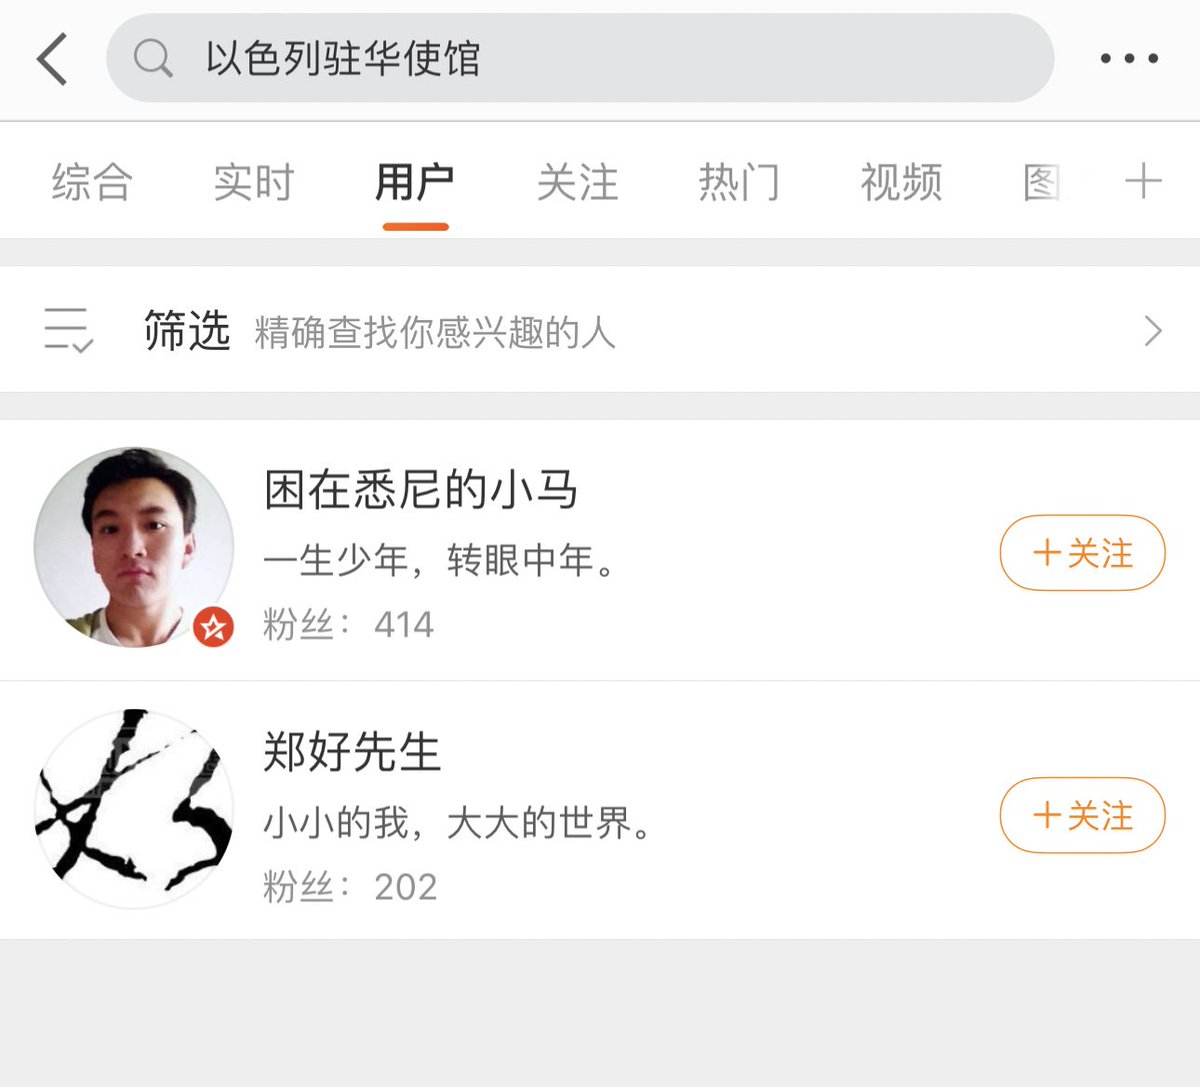 以色列驻华使馆
综合 实时 用户 关注 热门 视频 图
筛选 精确查找你感兴趣的人
困在悉尼的小马
一生少年，转眼中年。
粉丝：414
+关注
郑好先生
小小的我，大大的世界。
粉丝：202
+关注